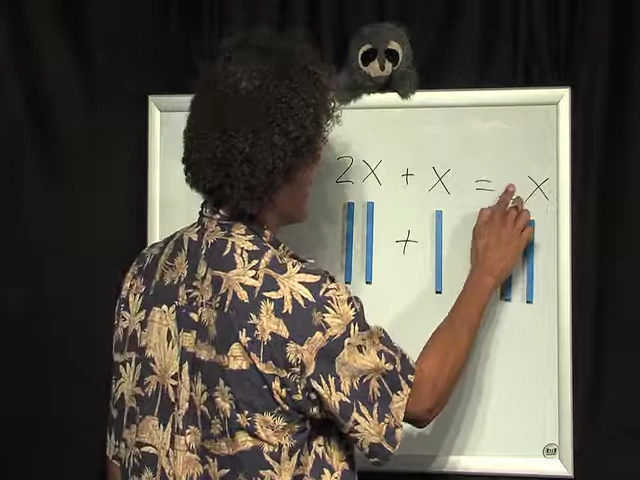 2x + x = x
+